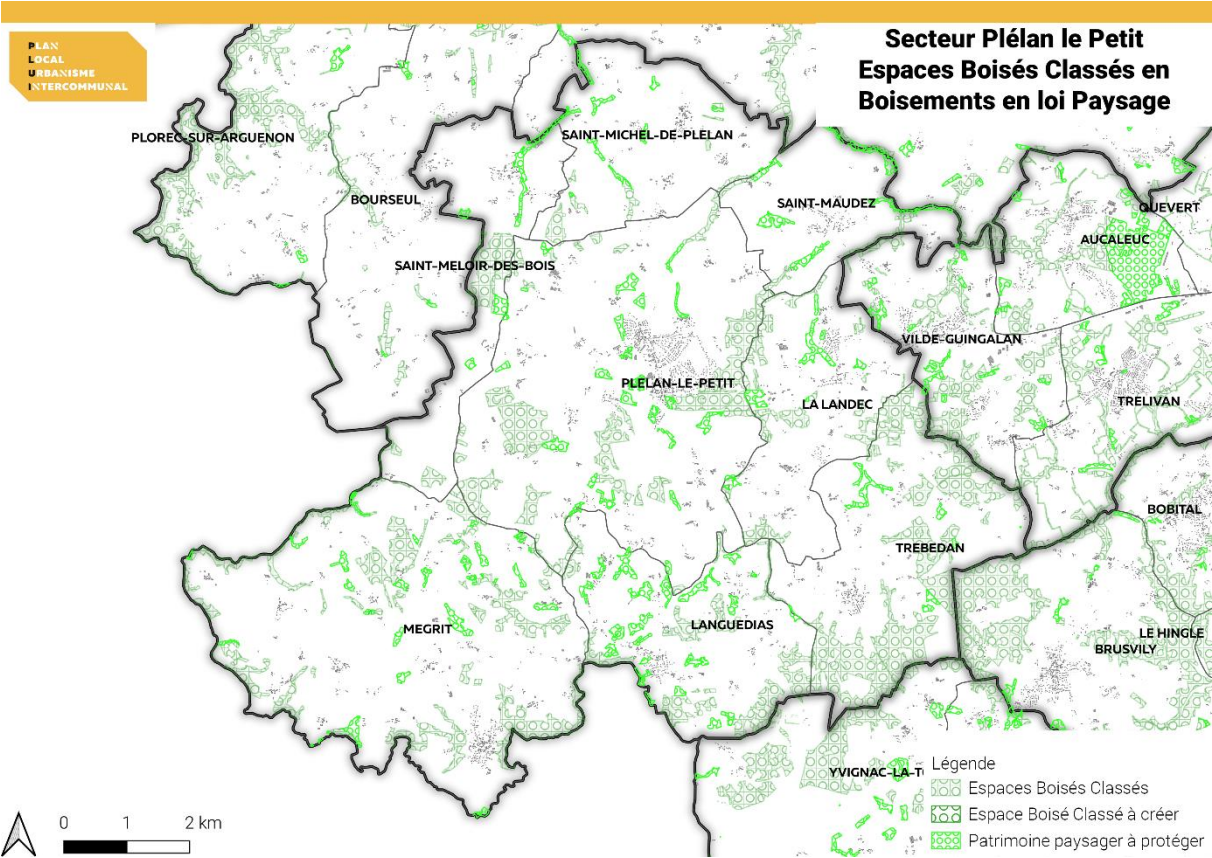 PLAN
LOCAL
URBANISME
INTERCOMMUNAL
Secteur Plélan le Petit
Espaces Boisés Classés en
Boisements en loi Paysage
PLOREC-SUR-ARGUENON
SAINT-MICHEL-DE-PLELAN
BOURSEUL
SAINT-MAUDEZ
QUEVERT
AUCALEUC
SAINT-MELOIR-DES-BOIS
VILDE-GUINGALAN
PLELAN-LE-PETIT
LA LANDEC
TRELIVAN
BOBITAL
TREBEDAN
MEGRIT
LANGUEDIAS
LE HINGLE
BRUSVILY
YVIGNAC-LA-T
Légende
Espaces Boisés Classés
Espace Boisé Classé à créer
Patrimoine paysager à protéger
0 1 2 km